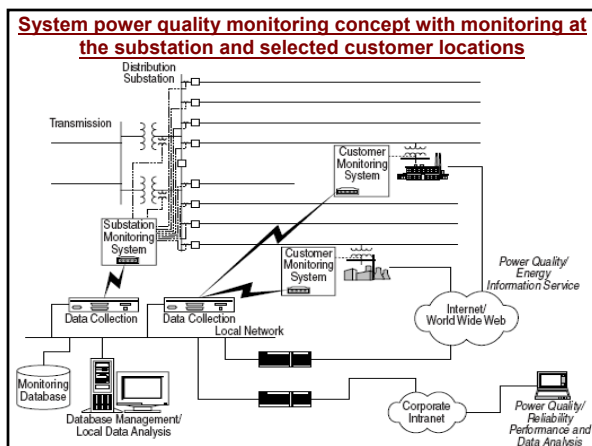 System power quality monitoring concept with monitoring at
the substation and selected customer locations
Distribution
Substation
Transmission
Customer
Monitoring
System
Substation
Monitoring
System
Customer
Monitoring
System
Power Quality/
Energy
Information Service
Data Collection
Data Collection
Local Network
Internet/
World Wide Web
Monitoring
Database
Database Management/
Local Data Analysis
Corporate
Intranet
Power Quality/
Reliability
Performance and
Data Analysis